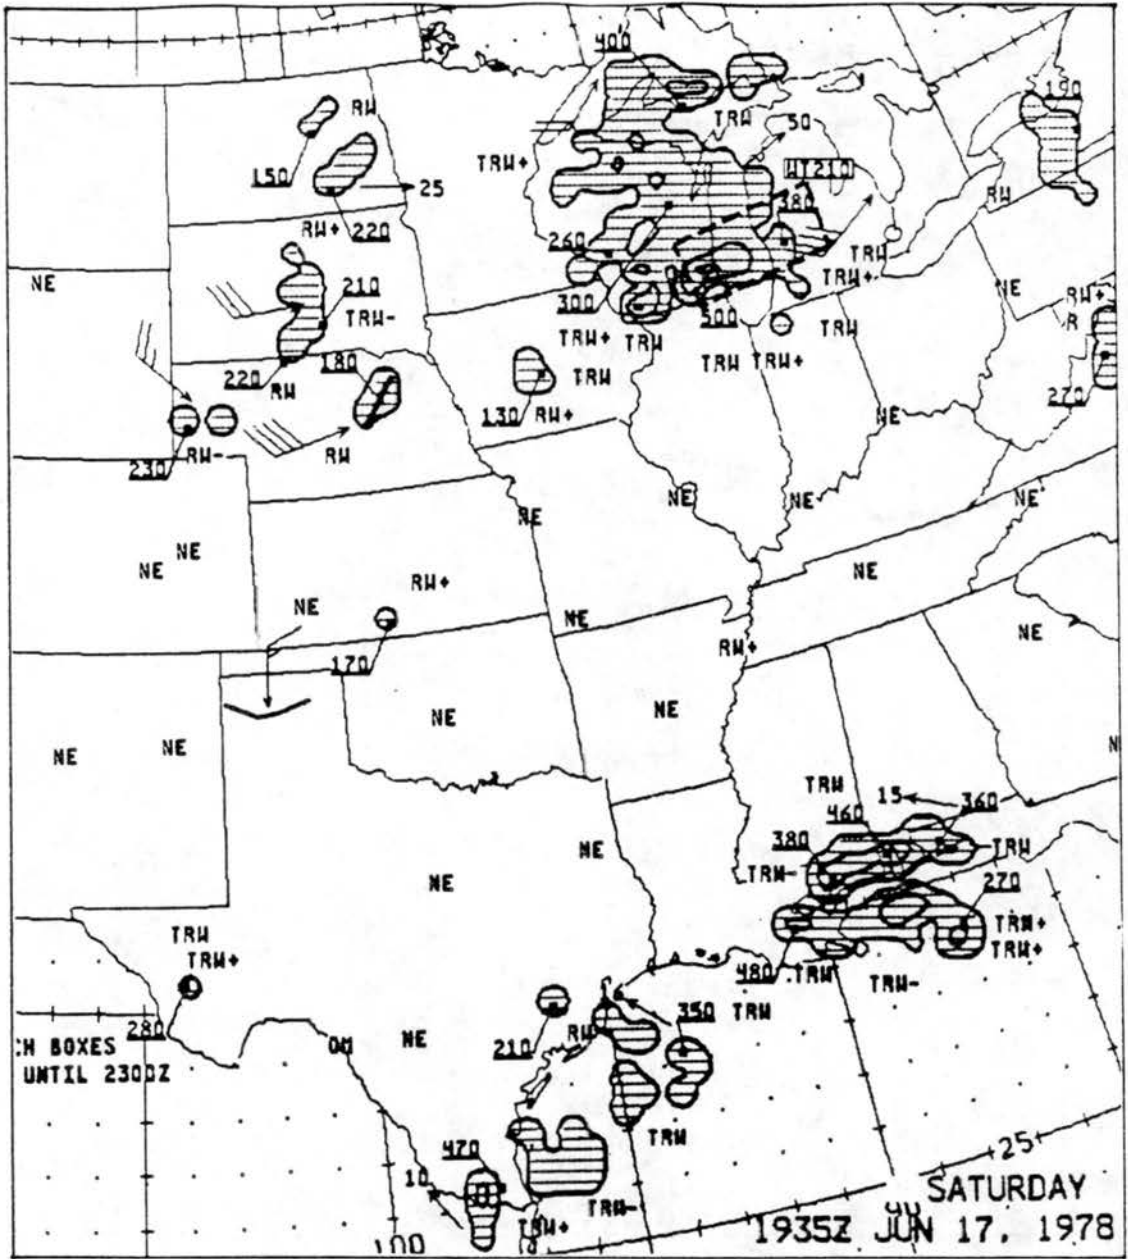 400
190
RW
TRW
50
150
TRW+
WT210
25
RW
380
RW+
220
260
TRW
NE
210
TRW+
NE
RW+
TRW-
300
500
R
TRW+
TRW
TRW
180
TRW
TRW+
220
RW
TRW
270
130
RW+
NE
RW-
RW
230
NE
NE
NE
NE
NE
NE
NE
RW+
NE
NE
NE
170
RW+
NE
NE
NE
NE
N
TRW
15
360
460
380
NE
TRW
TRW-
NE
270
TRW
TRW+
TRW+
TRW+
480
TRW
TRW-
280
350
TRW
CH BOXES
OM
NE
210
RW
UNTIL 2300Z
TRW
470
25
10
SATURDAY
TRW-
TRW+
90
1935Z JUN 17, 1978
100